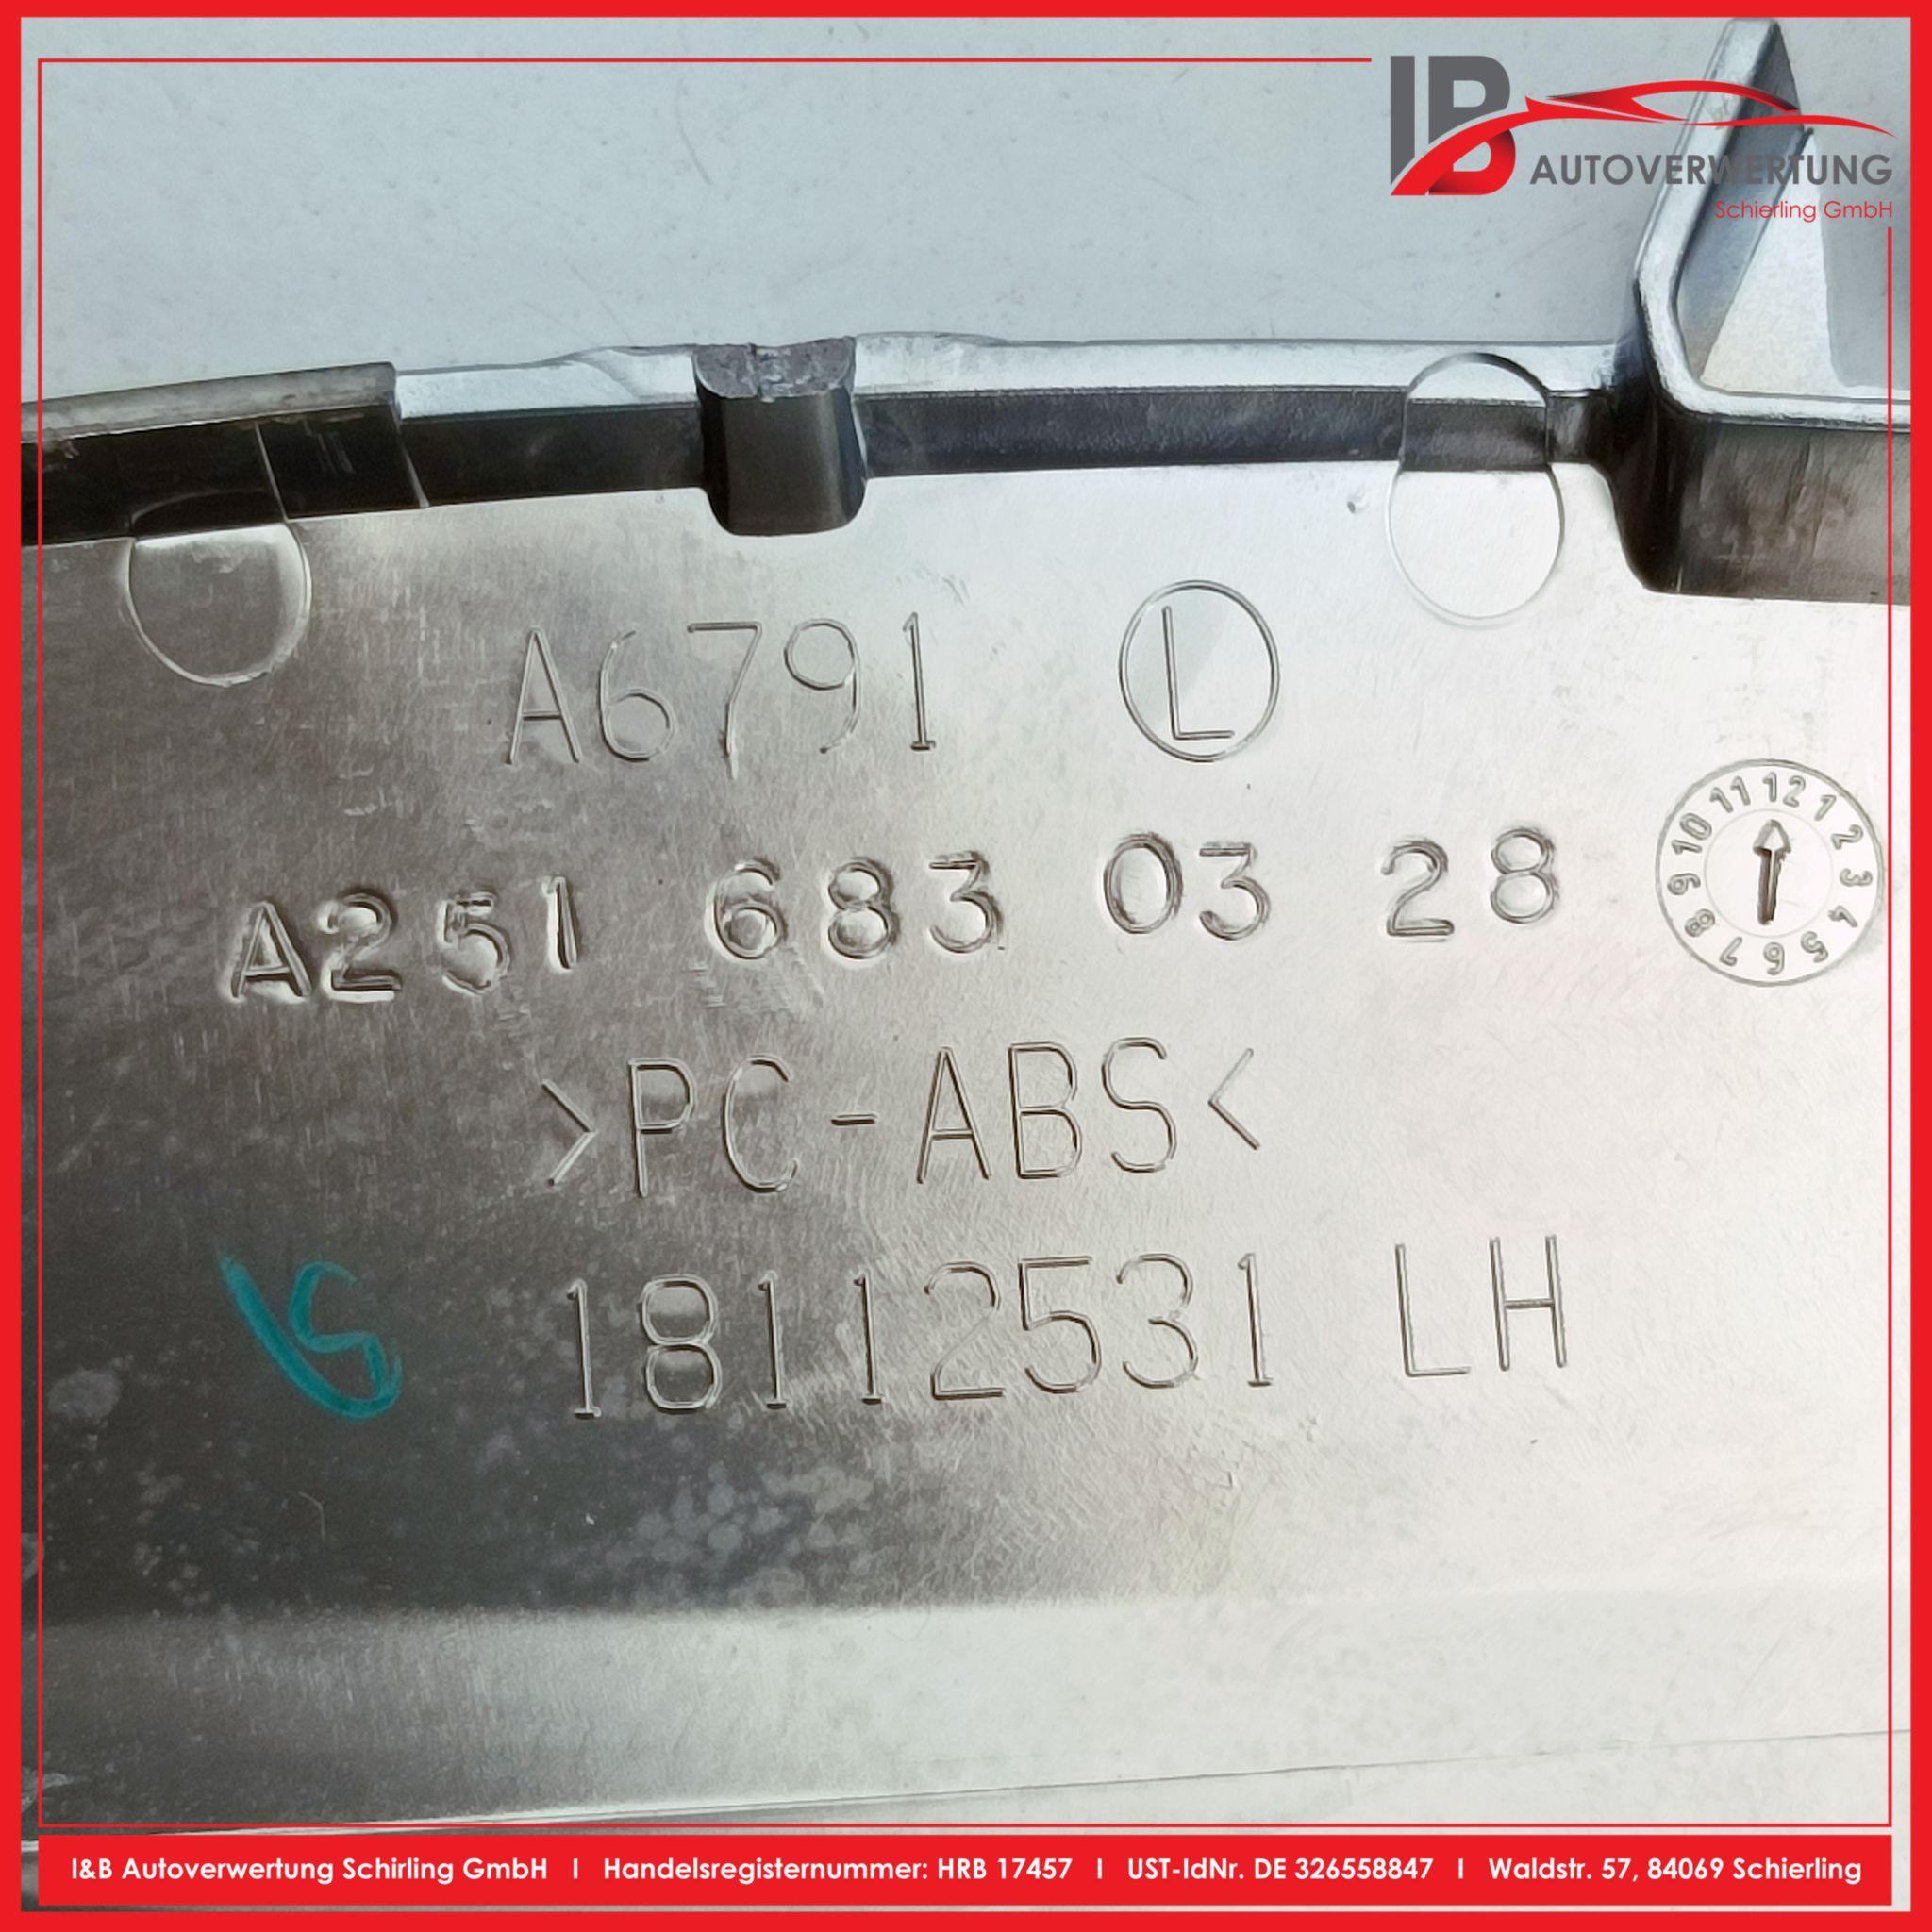 IB
AUTOVERWERTUNG
Schierling GmbH
A6791 L
A251 683 03 28
11 12 1 2 3 4 5 6 7 8 9 10
>PC-ABS<
18112531 LH
I&B Autoverwertung Schirling GmbH I Handelsregisternummer: HRB 17457 I UST-IdNr. DE 326558847 I Waldstr. 57, 84069 Schierling